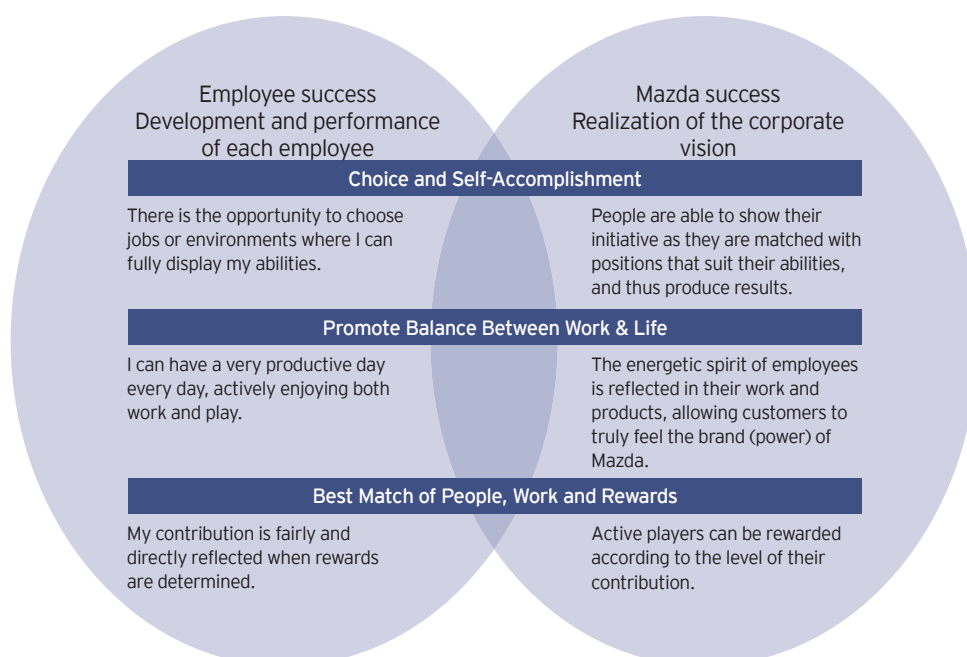 Employee success
Development and performance
of each employee
Mazda success
Realization of the corporate
vision
Choice and Self-Accomplishment
There is the opportunity to choose
jobs or environments where I can
fully display my abilities.
People are able to show their
initiative as they are matched with
positions that suit their abilities,
and thus produce results.
Promote Balance Between Work & Life
I can have a very productive day
every day, actively enjoying both
work and play.
The energetic spirit of employees
is reflected in their work and
products, allowing customers to
truly feel the brand (power) of
Mazda.
Best Match of People, Work and Rewards
My contribution is fairly and
directly reflected when rewards
are determined.
Active players can be rewarded
according to the level of their
contribution.